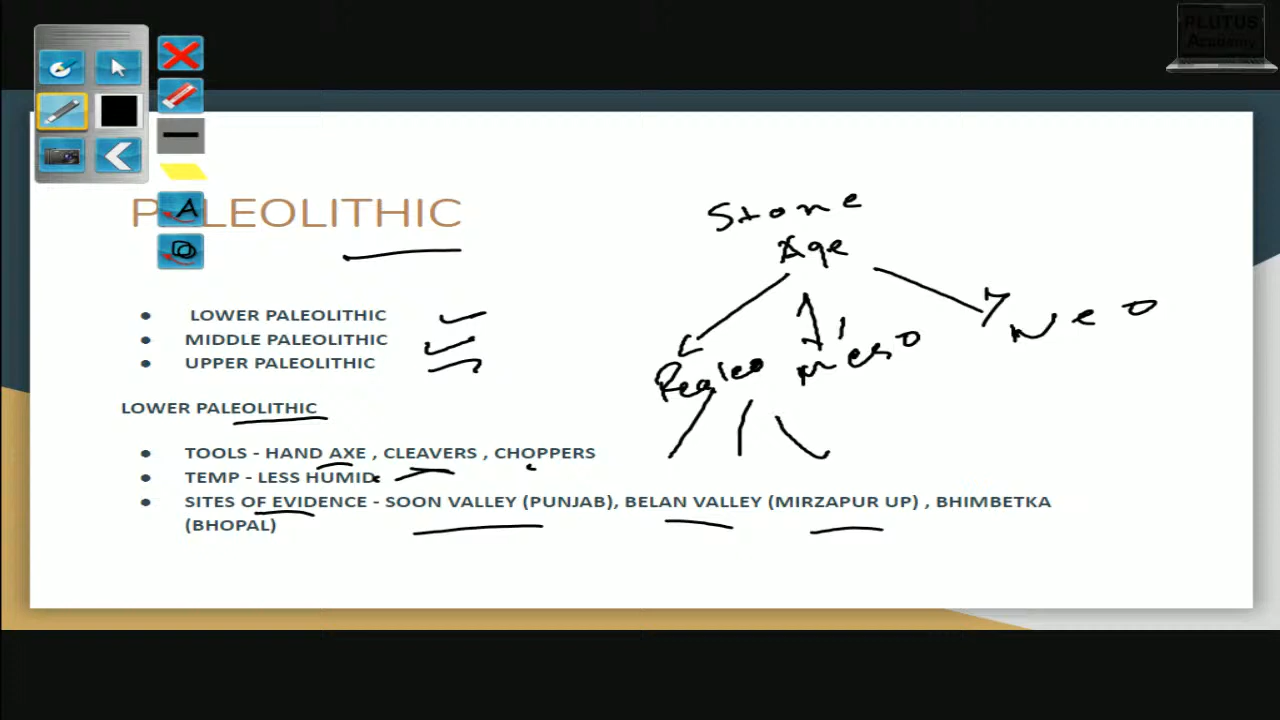 PLUTUS
Academy
PALEOLITHIC
A
Stone
Age
Paleo Meso Neo
● LOWER PALEOLITHIC
● MIDDLE PALEOLITHIC
● UPPER PALEOLITHIC
LOWER PALEOLITHIC
● TOOLS - HAND AXE , CLEAVERS , CHOPPERS
● TEMP - LESS HUMID
● SITES OF EVIDENCE - SOON VALLEY (PUNJAB), BELAN VALLEY (MIRZAPUR UP) , BHIMBETKA
(BHOPAL)